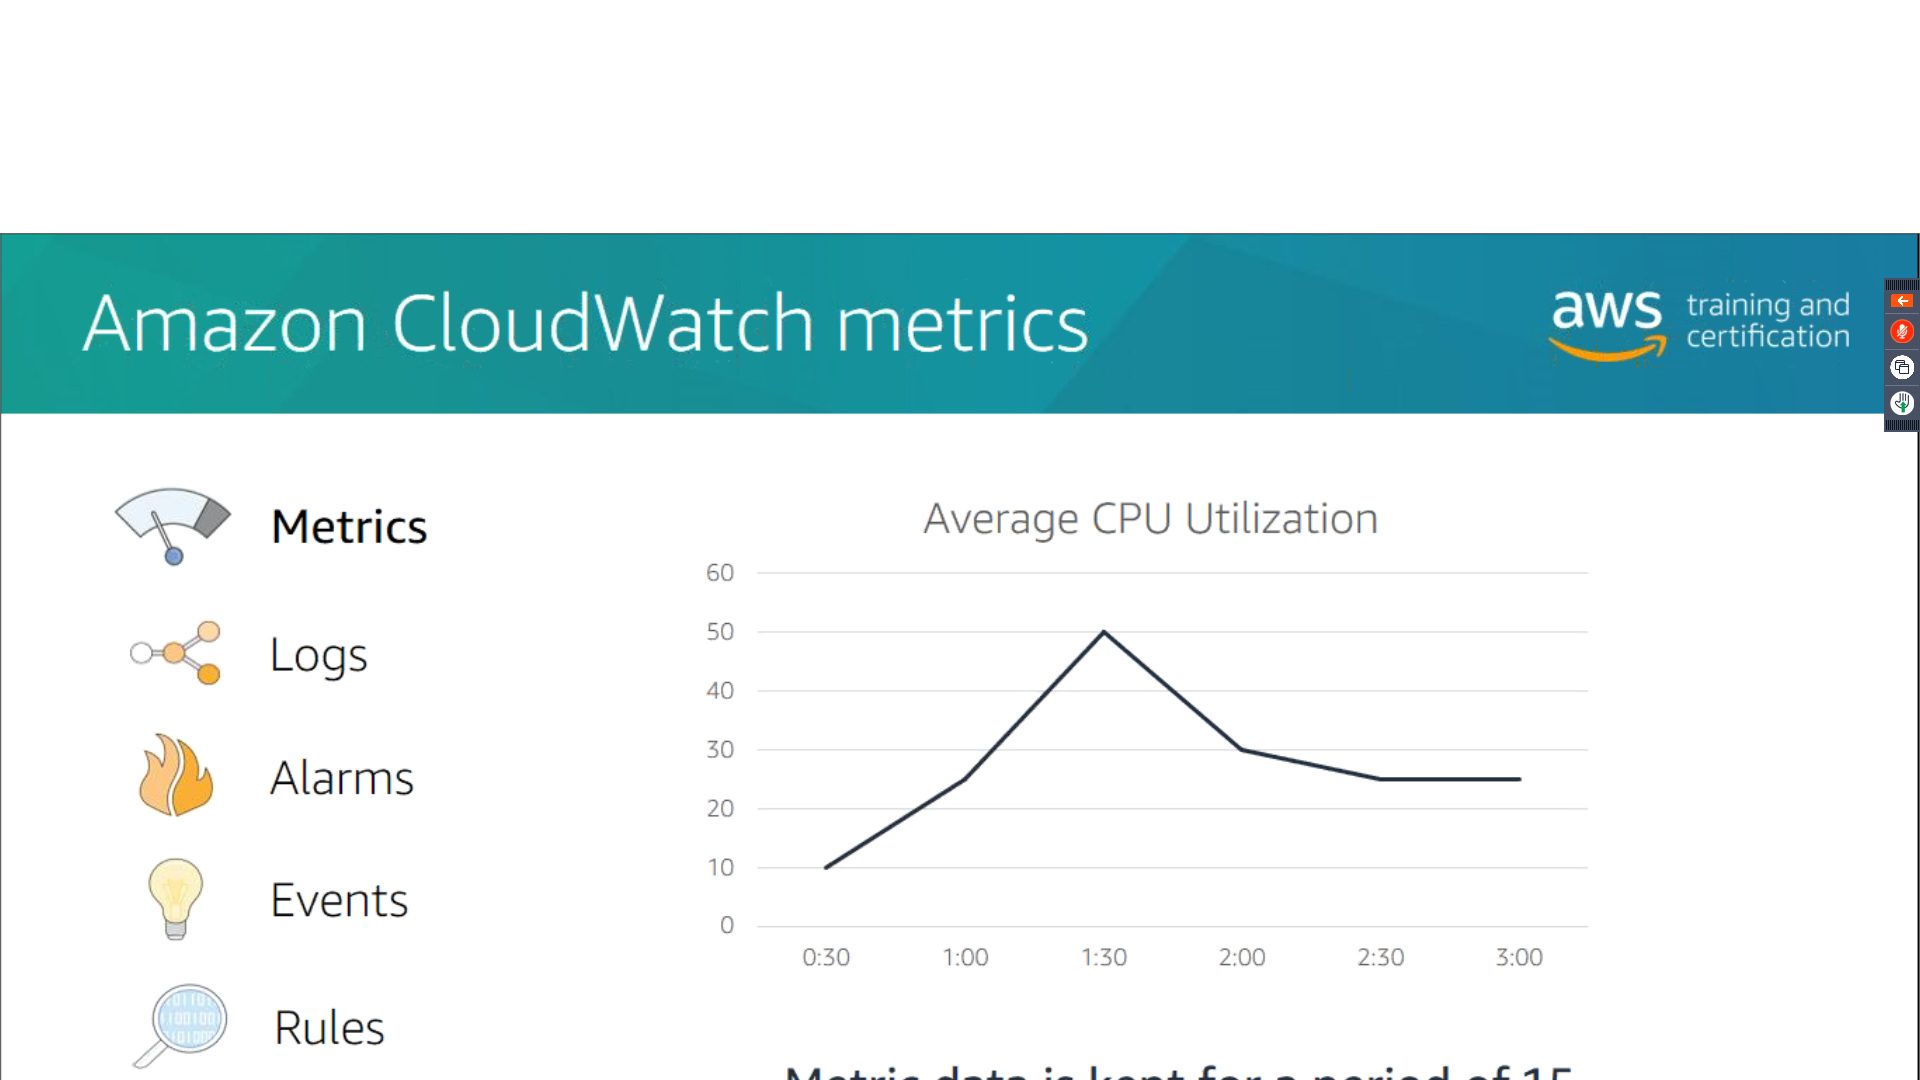 Amazon CloudWatch metrics
aws training and certification
Metrics
Logs
Alarms
Events
Rules
Average CPU Utilization
60
50
40
30
20
10
0
0:30 1:00 1:30 2:00 2:30 3:00
Metric data is kept for a period of 15